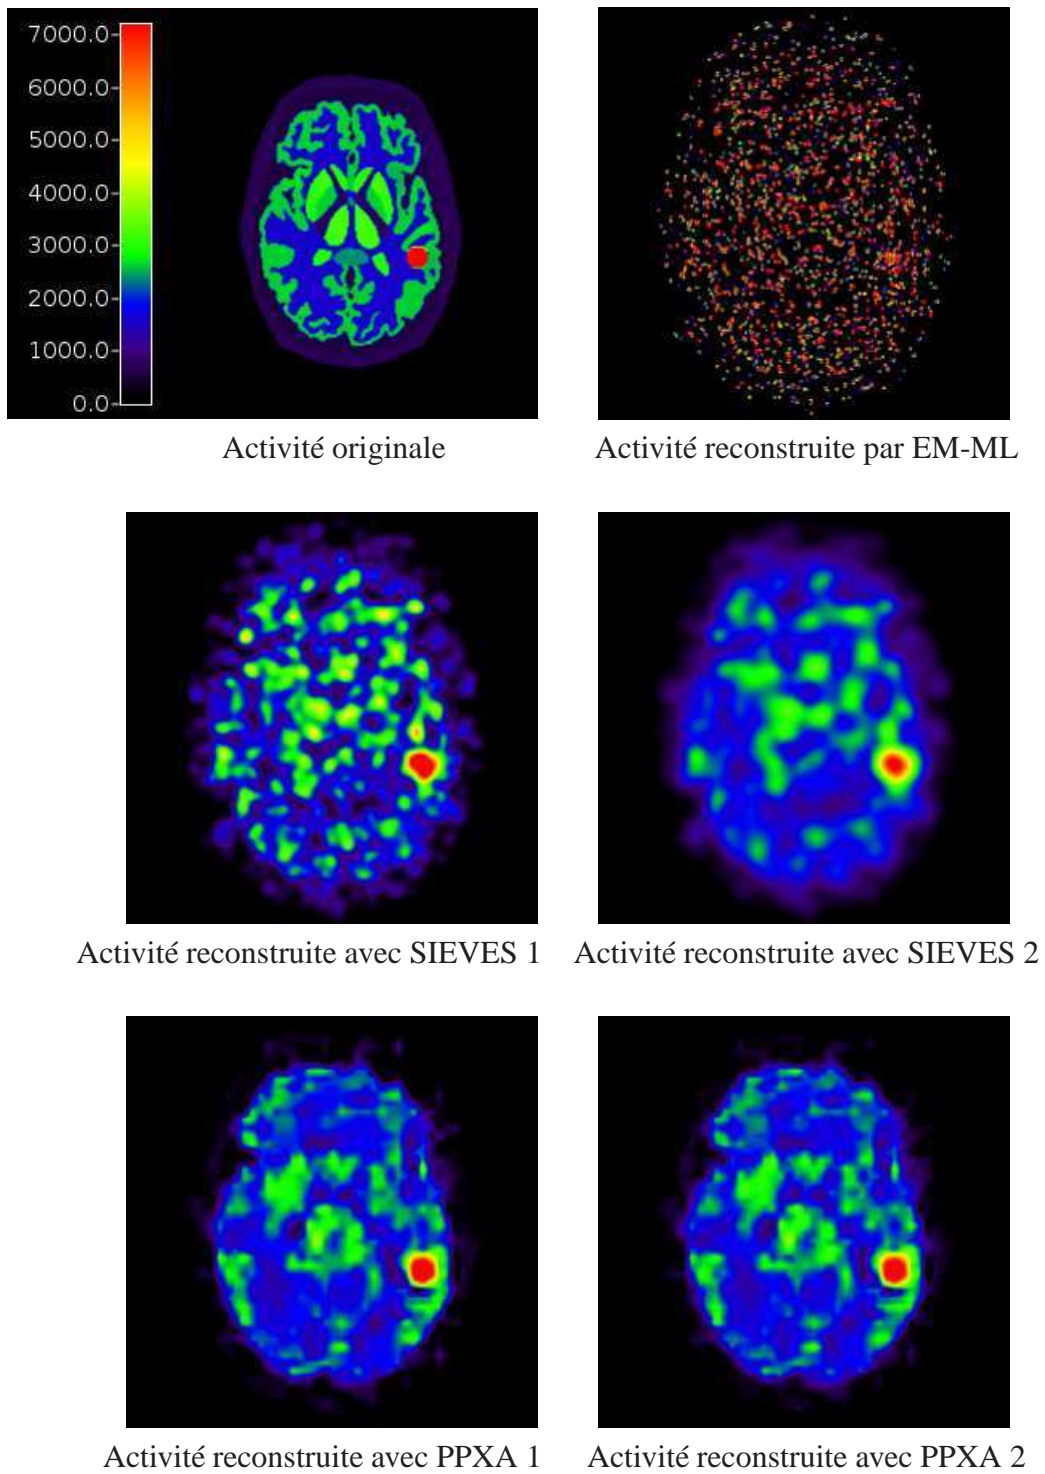 7000.0
6000.0
5000.0
4000.0
3000.0
2000.0
1000.0
0.0
Activité originale
Activité reconstruite par EM-ML
Activité reconstruite avec SIEVES 1
Activité reconstruite avec SIEVES 2
Activité reconstruite avec PPXA 1
Activité reconstruite avec PPXA 2